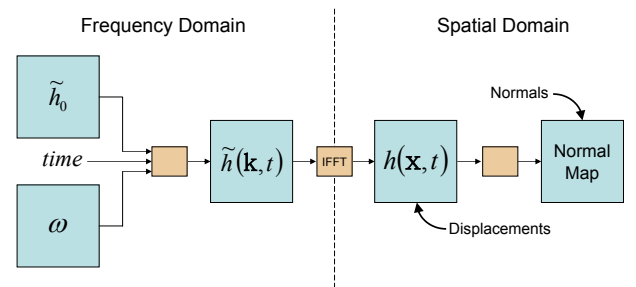 Frequency Domain
Spatial Domain
h̃₀
time
ω
h̃(k, t)
IFFT
h(x, t)
Normals
Normal
Map
Displacements